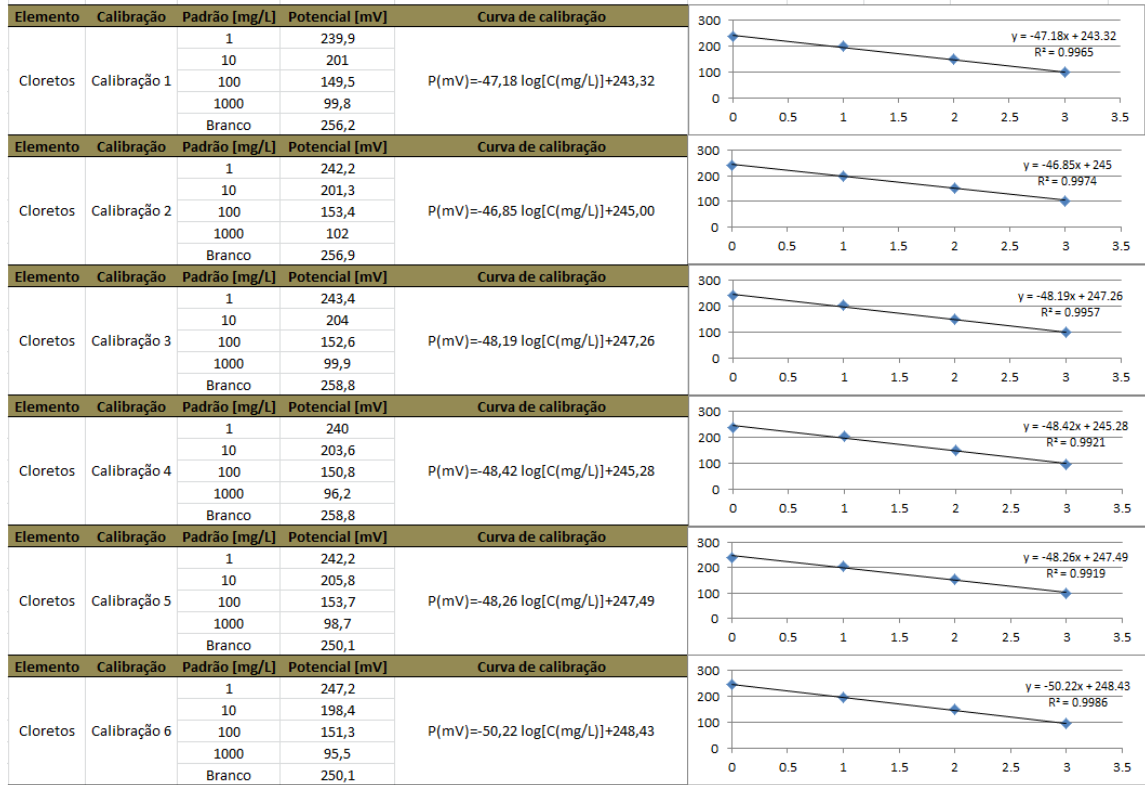 Elemento Calibração Padrão [mg/L] Potencial [mV] Curva de calibração
1 239,9
10 201
Cloretos Calibração 1 100 149,5 P(mV)=-47,18 log[C(mg/L)]+243,32
1000 99,8
Branco 256,2
300
200
100
0
0 0.5 1 1.5 2 2.5 3 3.5
y = -47.18x + 243.32
R² = 0.9965
Elemento Calibração Padrão [mg/L] Potencial [mV] Curva de calibração
1 242,2
10 201,3
Cloretos Calibração 2 100 153,4 P(mV)=-46,85 log[C(mg/L)]+245,00
1000 102
Branco 256,9
300
200
100
0
0 0.5 1 1.5 2 2.5 3 3.5
y = -46.85x + 245
R² = 0.9974
Elemento Calibração Padrão [mg/L] Potencial [mV] Curva de calibração
1 243,4
10 204
Cloretos Calibração 3 100 152,6 P(mV)=-48,19 log[C(mg/L)]+247,26
1000 99,9
Branco 258,8
300
200
100
0
0 0.5 1 1.5 2 2.5 3 3.5
y = -48.19x + 247.26
R² = 0.9957
Elemento Calibração Padrão [mg/L] Potencial [mV] Curva de calibração
1 240
10 203,6
Cloretos Calibração 4 100 150,8 P(mV)=-48,42 log[C(mg/L)]+245,28
1000 96,2
Branco 258,8
300
200
100
0
0 0.5 1 1.5 2 2.5 3 3.5
y = -48.42x + 245.28
R² = 0.9921
Elemento Calibração Padrão [mg/L] Potencial [mV] Curva de calibração
1 242,2
10 205,8
Cloretos Calibração 5 100 153,7 P(mV)=-48,26 log[C(mg/L)]+247,49
1000 98,7
Branco 250,1
300
200
100
0
0 0.5 1 1.5 2 2.5 3 3.5
y = -48.26x + 247.49
R² = 0.9919
Elemento Calibração Padrão [mg/L] Potencial [mV] Curva de calibração
1 247,2
10 198,4
Cloretos Calibração 6 100 151,3 P(mV)=-50,22 log[C(mg/L)]+248,43
1000 95,5
Branco 250,1
300
200
100
0
0 0.5 1 1.5 2 2.5 3 3.5
y = -50.22x + 248.43
R² = 0.9986